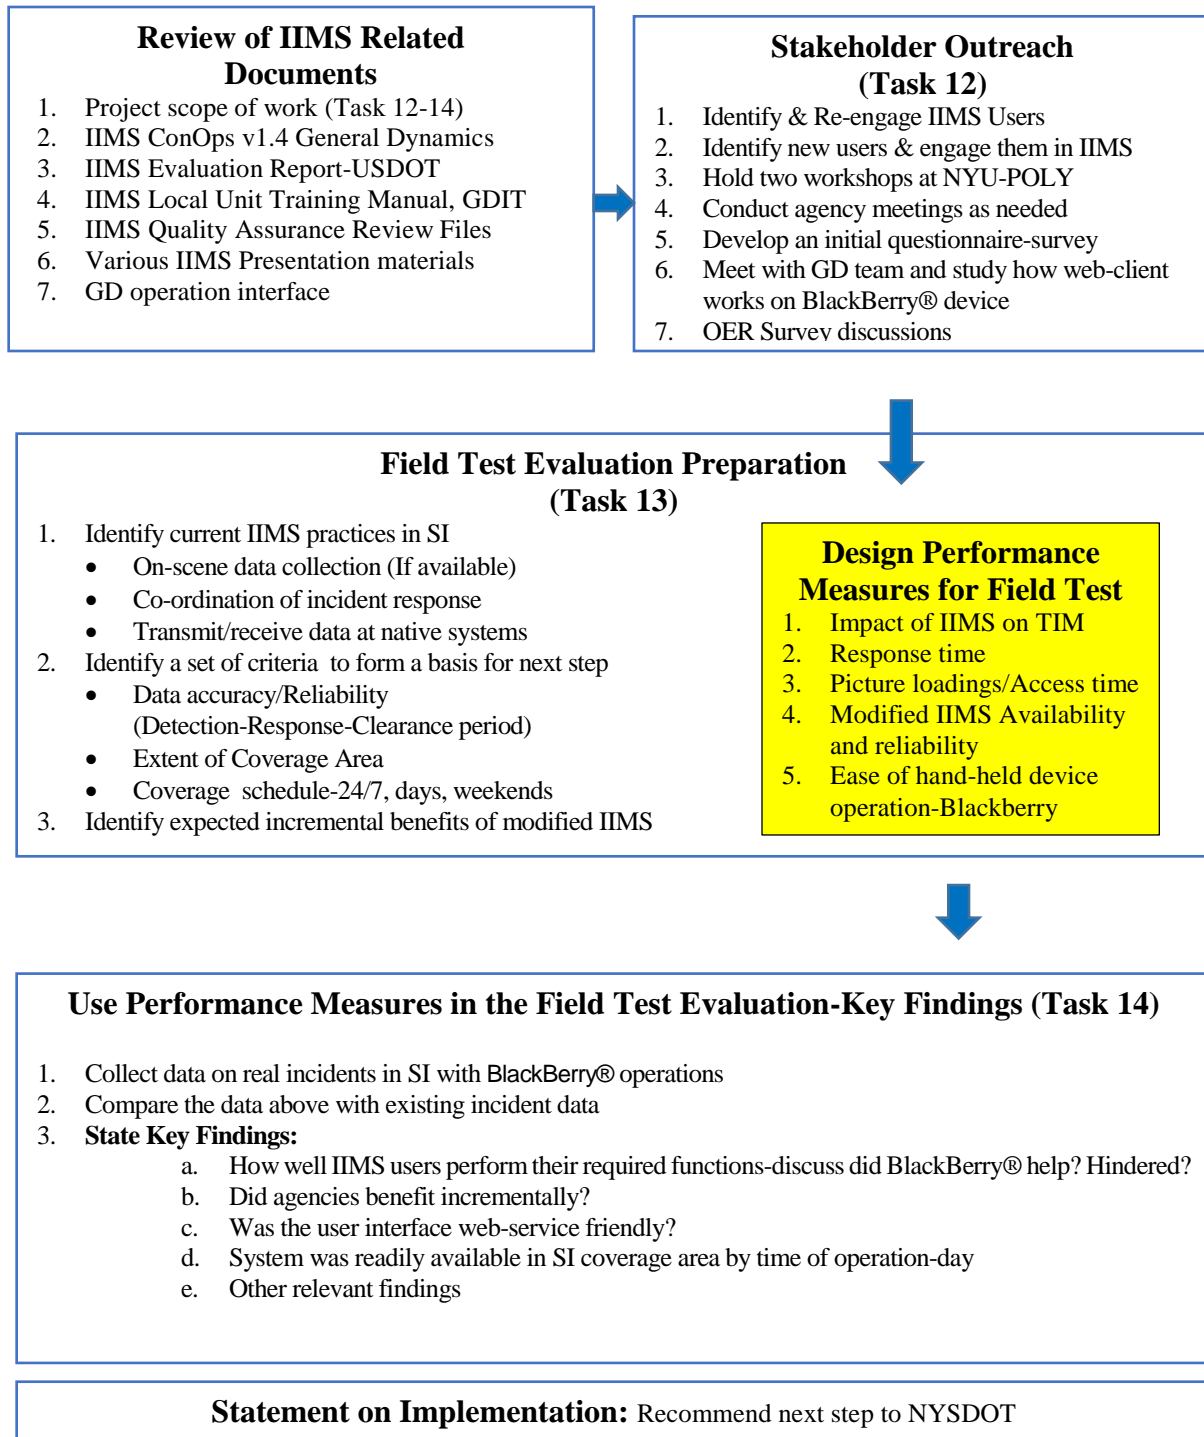 Review of IIMS Related
Documents
1. Project scope of work (Task 12-14)
2. IIMS ConOps v1.4 General Dynamics
3. IIMS Evaluation Report-USDOT
4. IIMS Local Unit Training Manual, GDIT
5. IIMS Quality Assurance Review Files
6. Various IIMS Presentation materials
7. GD operation interface
Stakeholder Outreach
(Task 12)
1. Identify & Re-engage IIMS Users
2. Identify new users & engage them in IIMS
3. Hold two workshops at NYU-POLY
4. Conduct agency meetings as needed
5. Develop an initial questionnaire-survey
6. Meet with GD team and study how web-client
works on BlackBerry® device
7. OER Survey discussions
Field Test Evaluation Preparation
(Task 13)
1. Identify current IIMS practices in SI
• On-scene data collection (If available)
• Co-ordination of incident response
• Transmit/receive data at native systems
2. Identify a set of criteria to form a basis for next step
• Data accuracy/Reliability
(Detection-Response-Clearance period)
• Extent of Coverage Area
• Coverage schedule-24/7, days, weekends
3. Identify expected incremental benefits of modified IIMS
Design Performance
Measures for Field Test
1. Impact of IIMS on TIM
2. Response time
3. Picture loadings/Access time
4. Modified IIMS Availability
and reliability
5. Ease of hand-held device
operation-Blackberry
Use Performance Measures in the Field Test Evaluation-Key Findings (Task 14)
1. Collect data on real incidents in SI with BlackBerry® operations
2. Compare the data above with existing incident data
3. State Key Findings:
a. How well IIMS users perform their required functions-discuss did BlackBerry® help? Hindered?
b. Did agencies benefit incrementally?
c. Was the user interface web-service friendly?
d. System was readily available in SI coverage area by time of operation-day
e. Other relevant findings
Statement on Implementation: Recommend next step to NYSDOT